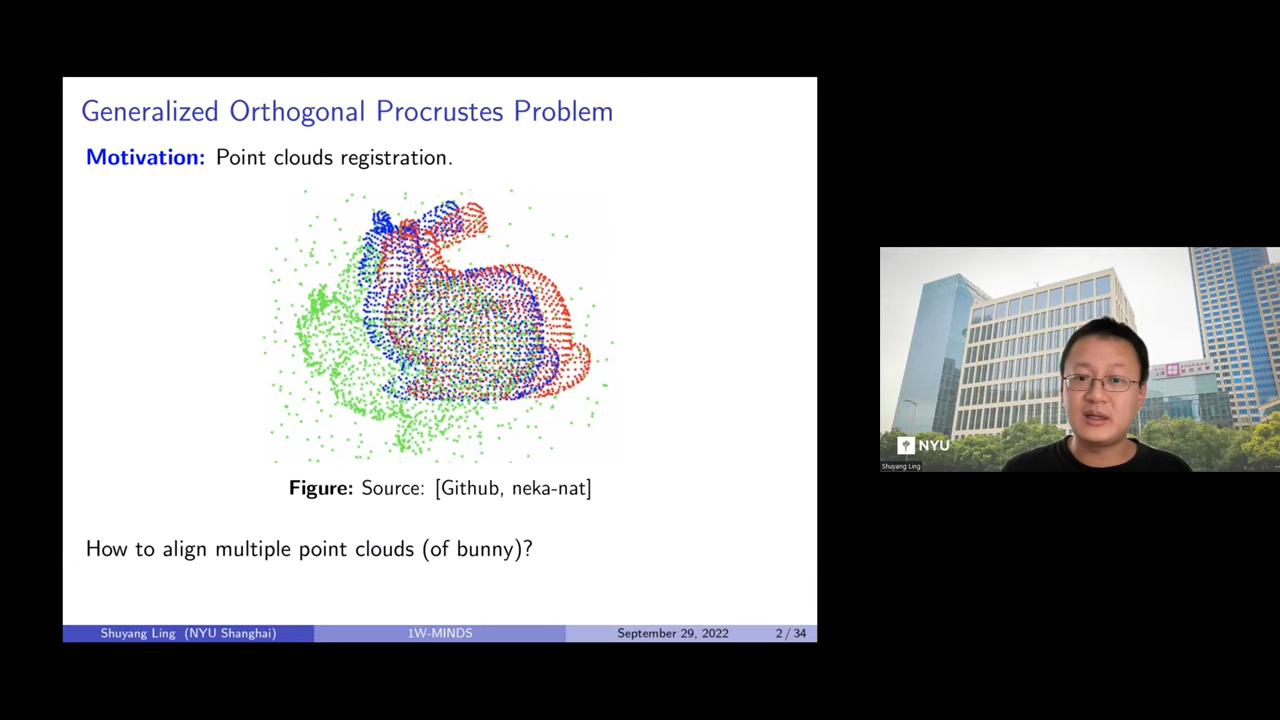 Generalized Orthogonal Procrustes Problem
Motivation: Point clouds registration.
Figure: Source: [Github, neka-nat]
How to align multiple point clouds (of bunny)?
Shuyang Ling (NYU Shanghai) 1W-MINDS September 29, 2022 2 / 34
NYU
Shuyang Ling